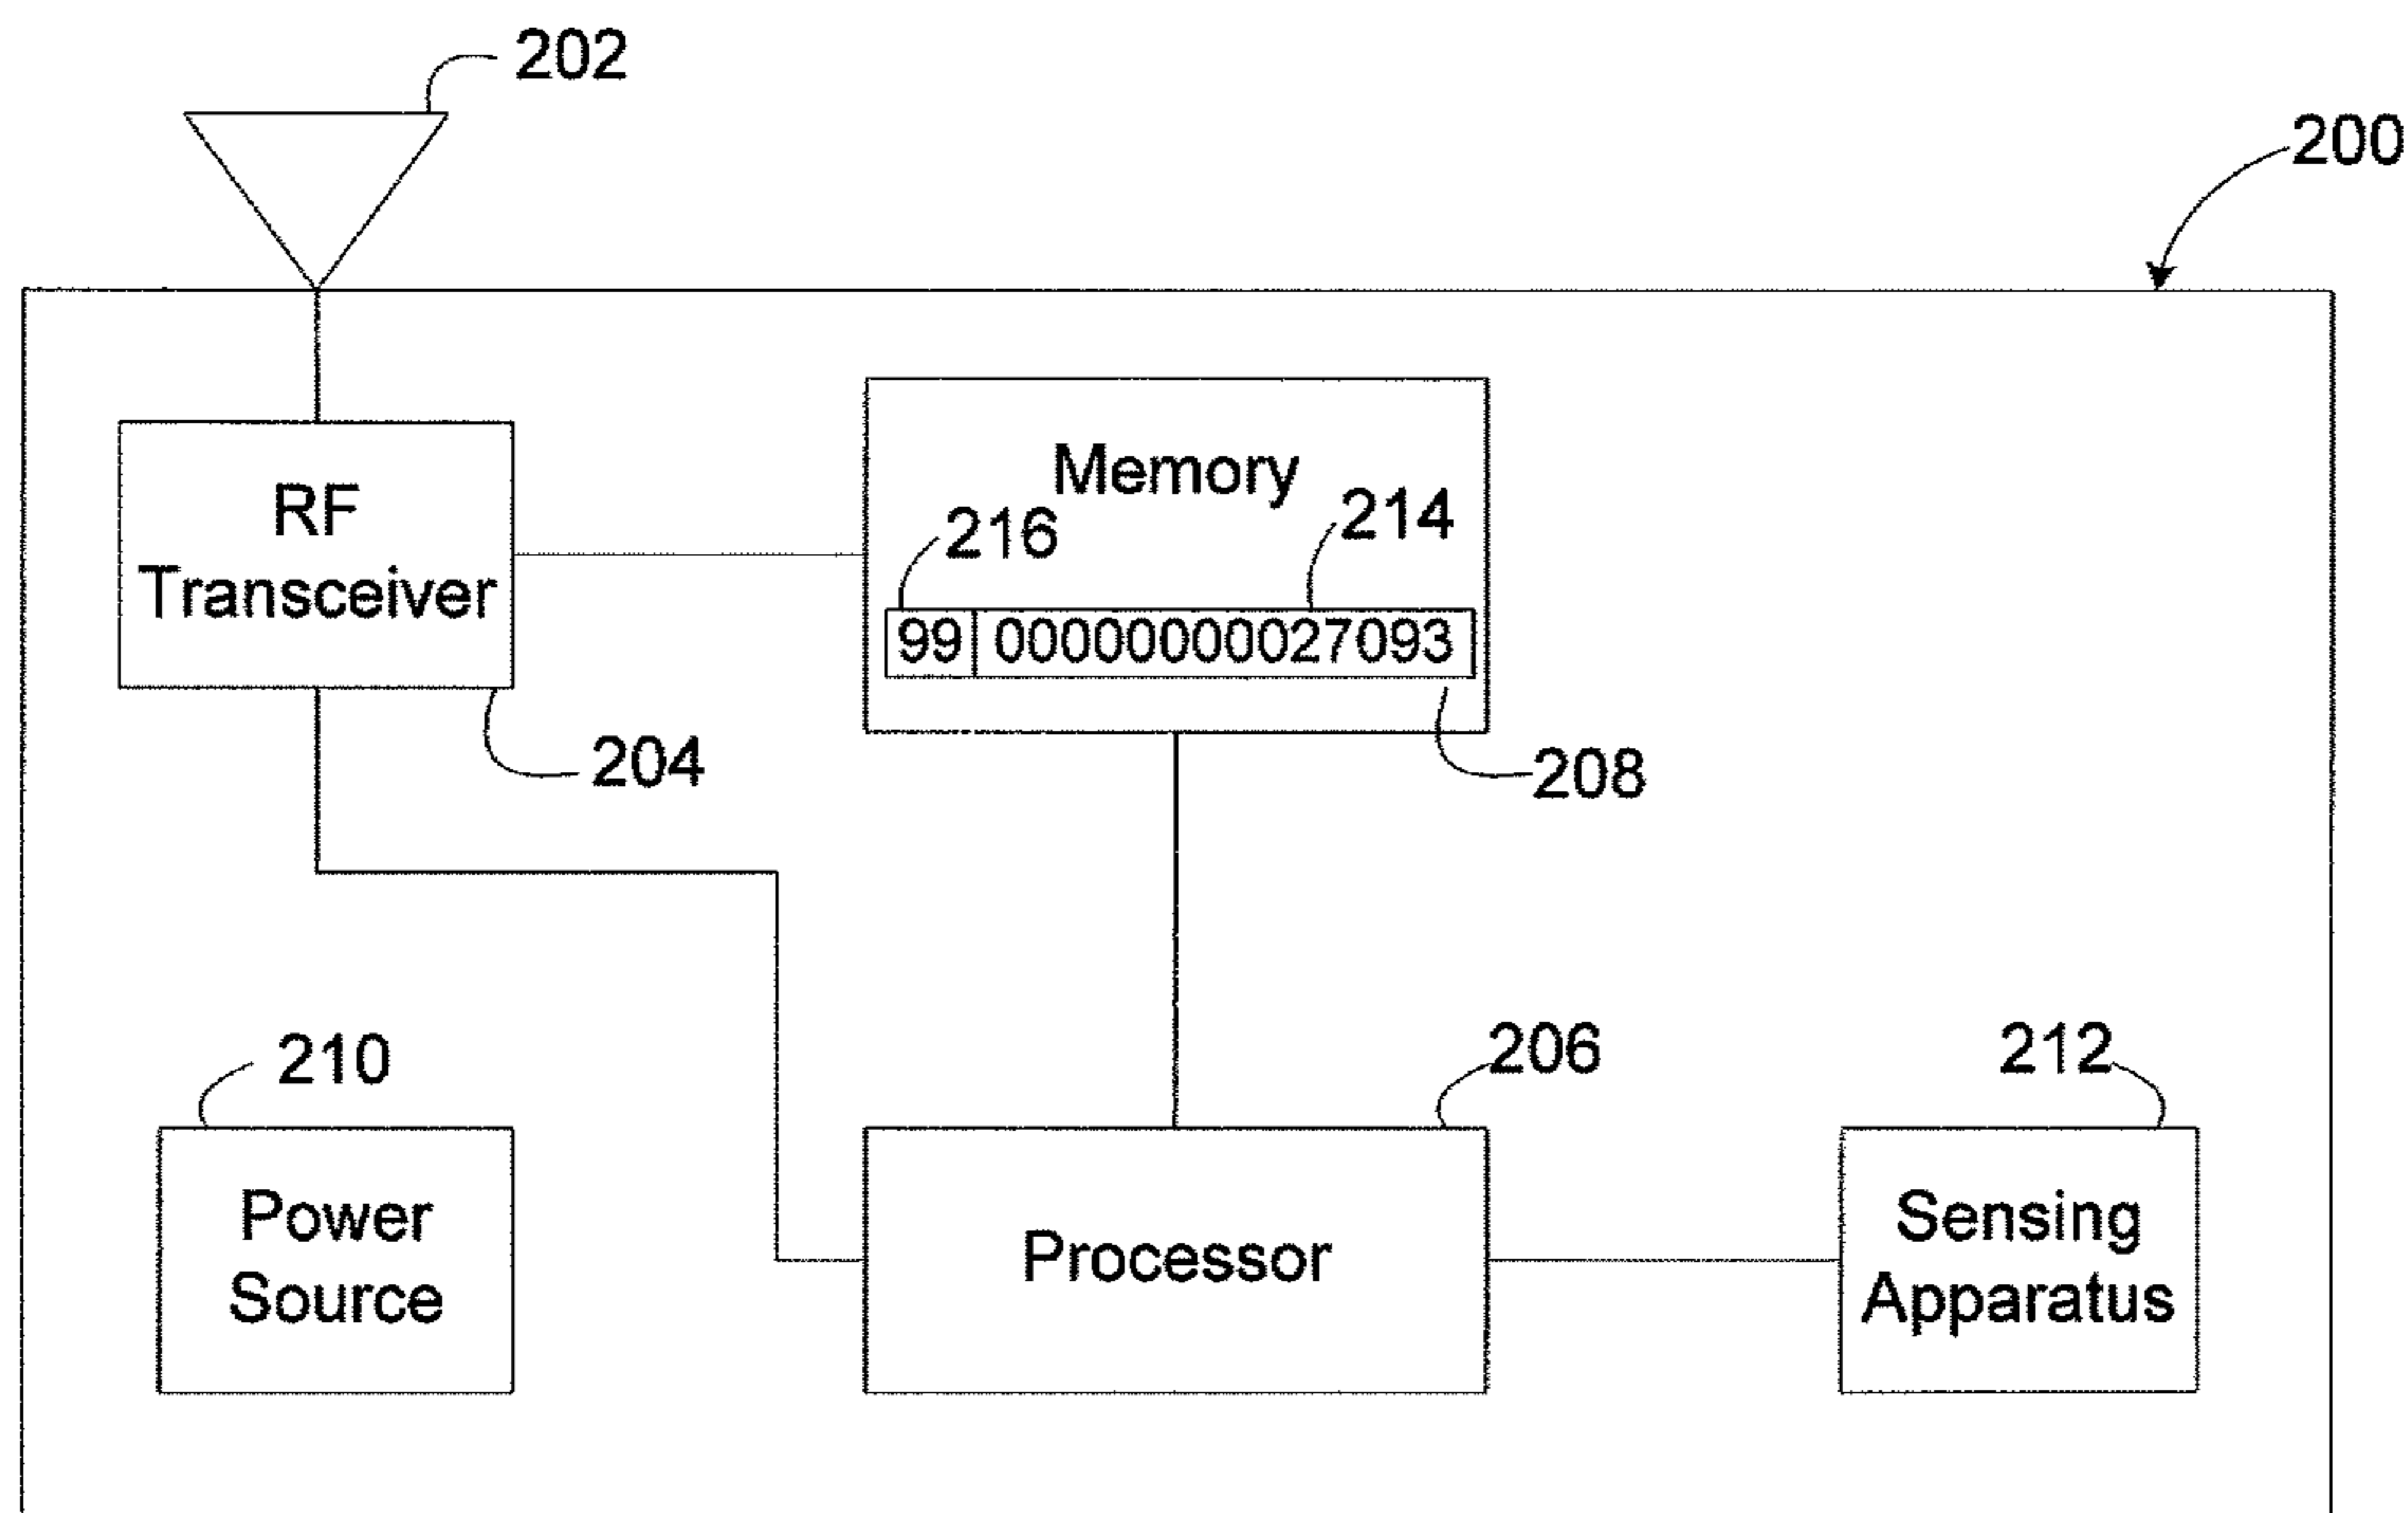 202
200
RF
Transceiver
Memory
216
214
99 00000000027093
204
208
210
206
212
Power
Source
Processor
Sensing
Apparatus